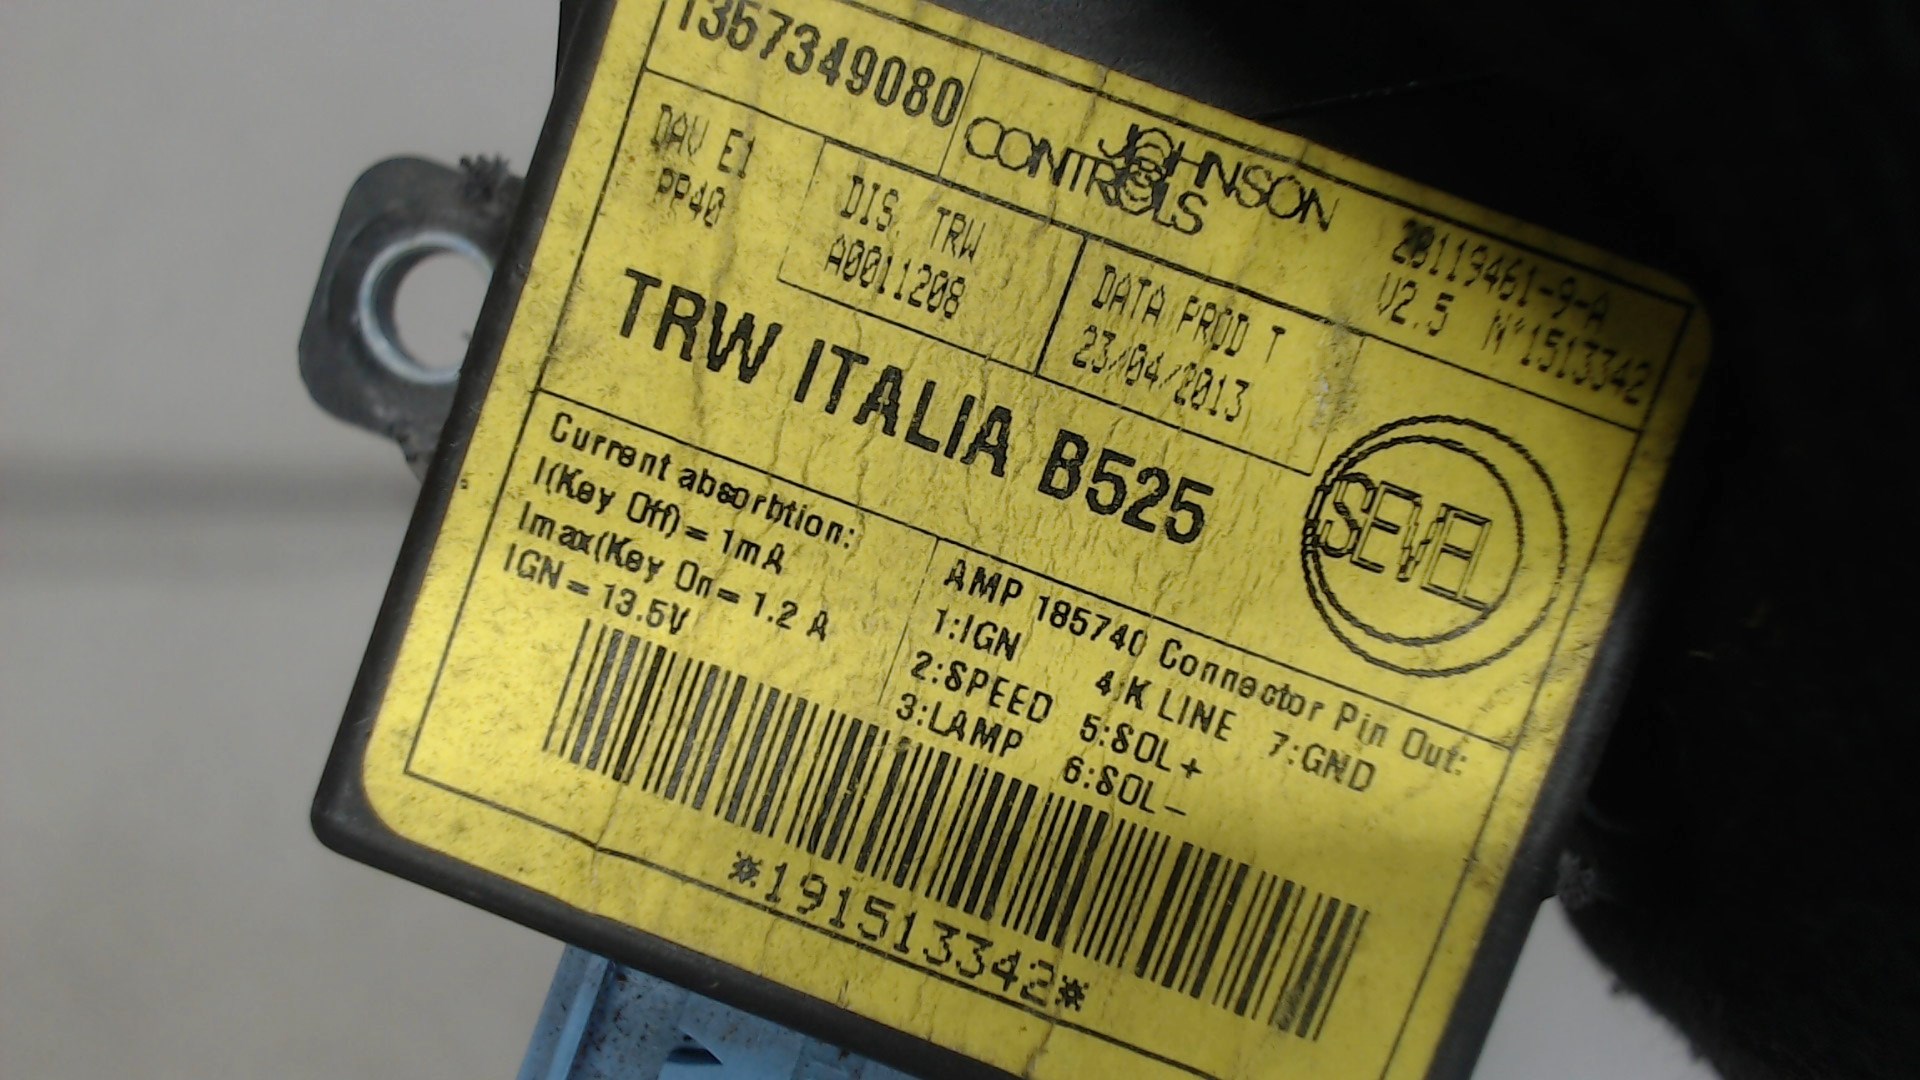 1357349080
JOHNSON
CONTROLS
20119461-9-A
V2.5 N°1513342
DAV E1
PP40
DIS. TRW
A0011208
DATA PROD T
23/04/2013
TRW ITALIA B525
SEVEL
Current absorbtion:
I(Key Off)= 1mA
Imax(Key On= 1.2 A
IGN= 13.5V
AMP 185740 Connector Pin Out:
1:IGN 4:K LINE 7:GND
2:SPEED 5:SOL+
3:LAMP 6:SOL-
*191513342*